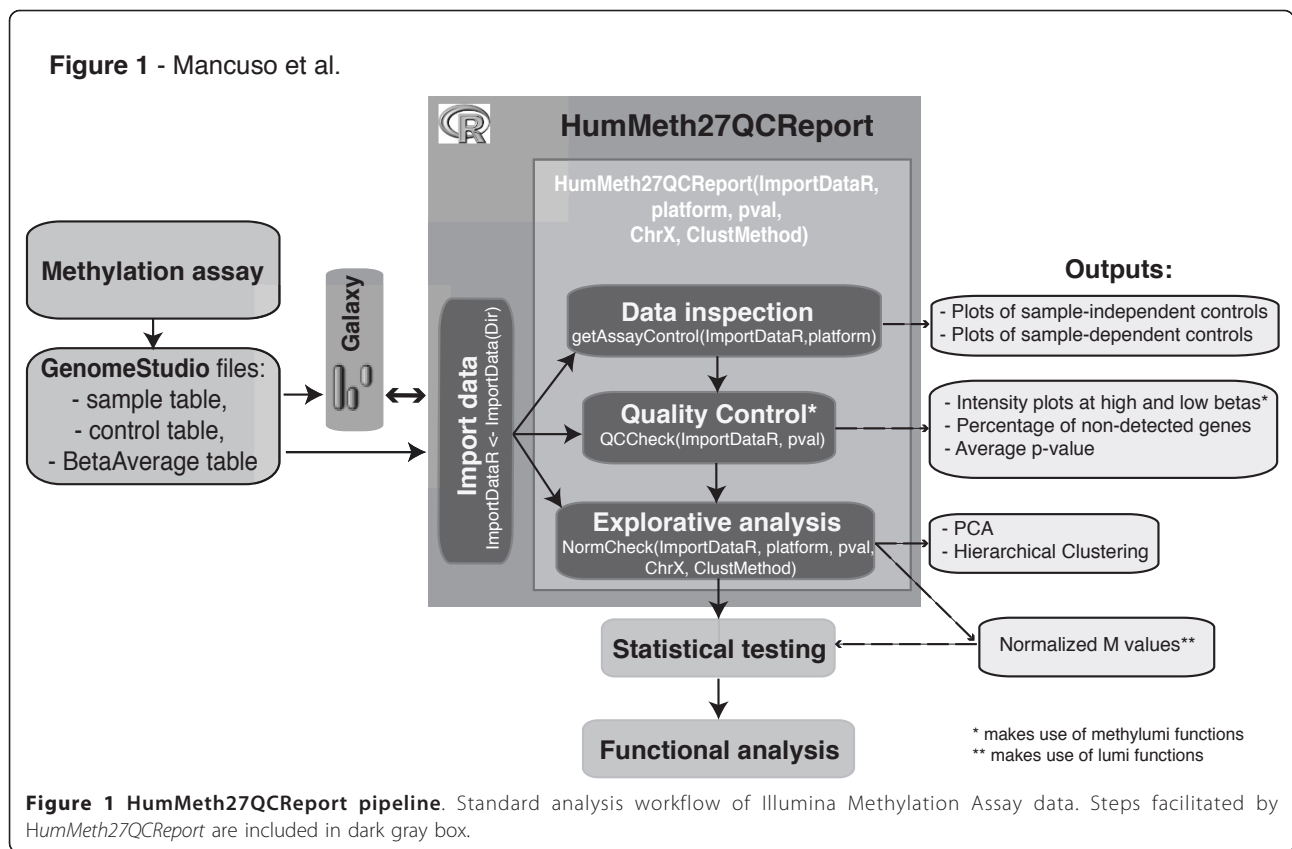 Figure 1 - Mancuso et al.
R
HumMeth27QCReport
HumMeth27QCReport(ImportDataR,
platform, pval,
ChrX, ClustMethod)
Methylation assay
GenomeStudio files:
- sample table,
- control table,
- BetaAverage table
Galaxy
Import data
ImportDataR <- ImportData(Dir)
Data inspection
getAssayControl(ImportDataR,platform)
Quality Control*
QCCheck(ImportDataR, pval)
Explorative analysis
NormCheck(ImportDataR, platform, pval,
ChrX, ClustMethod)
Statistical testing
Functional analysis
Outputs:
- Plots of sample-independent controls
- Plots of sample-dependent controls
- Intensity plots at high and low betas*
- Percentage of non-detected genes
- Average p-value
- PCA
- Hierarchical Clustering
Normalized M values**
* makes use of methylumi functions
** makes use of lumi functions
Figure 1 HumMeth27QCReport pipeline. Standard analysis workflow of Illumina Methylation Assay data. Steps facilitated by
HumMeth27QCReport are included in dark gray box.